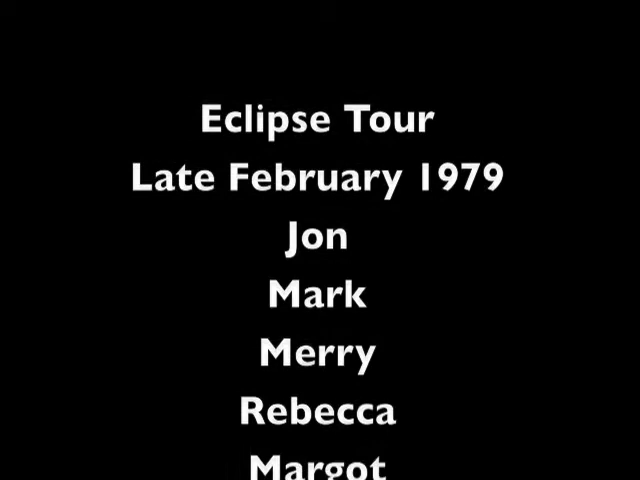 Eclipse Tour
Late February 1979
Jon
Mark
Merry
Rebecca
Margot